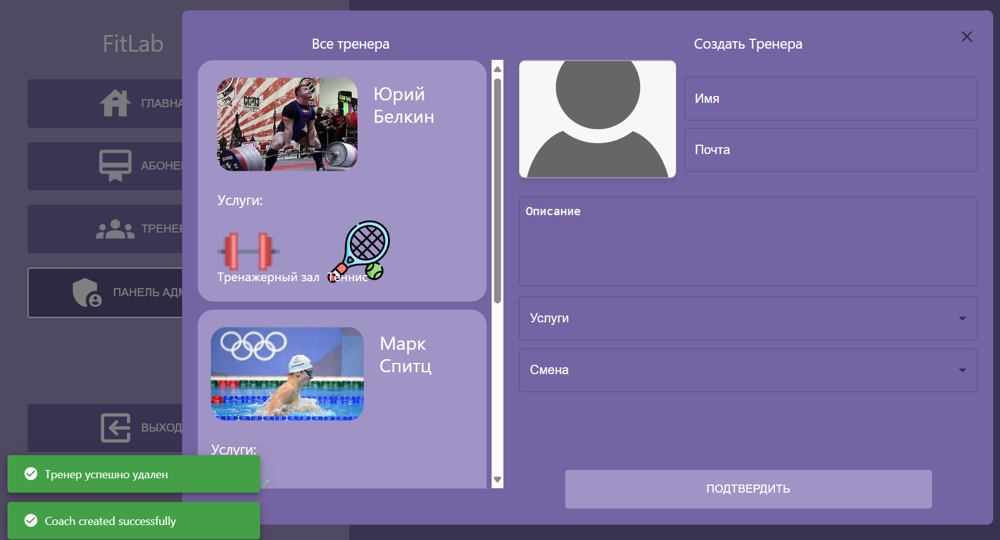 FitLab
ГЛАВНА
АБОНЕ
ТРЕНЕР
ПАНЕЛЬ АДМ
ВЫХОД
Все тренера
Юрий
Белкин
Услуги:
Тренажерный зал
Теннис
Марк
Спитц
Услуги:
Создать Тренера
Имя
Почта
Описание
Услуги
Смена
ПОДТВЕРДИТЬ
Тренер успешно удален
Coach created successfully